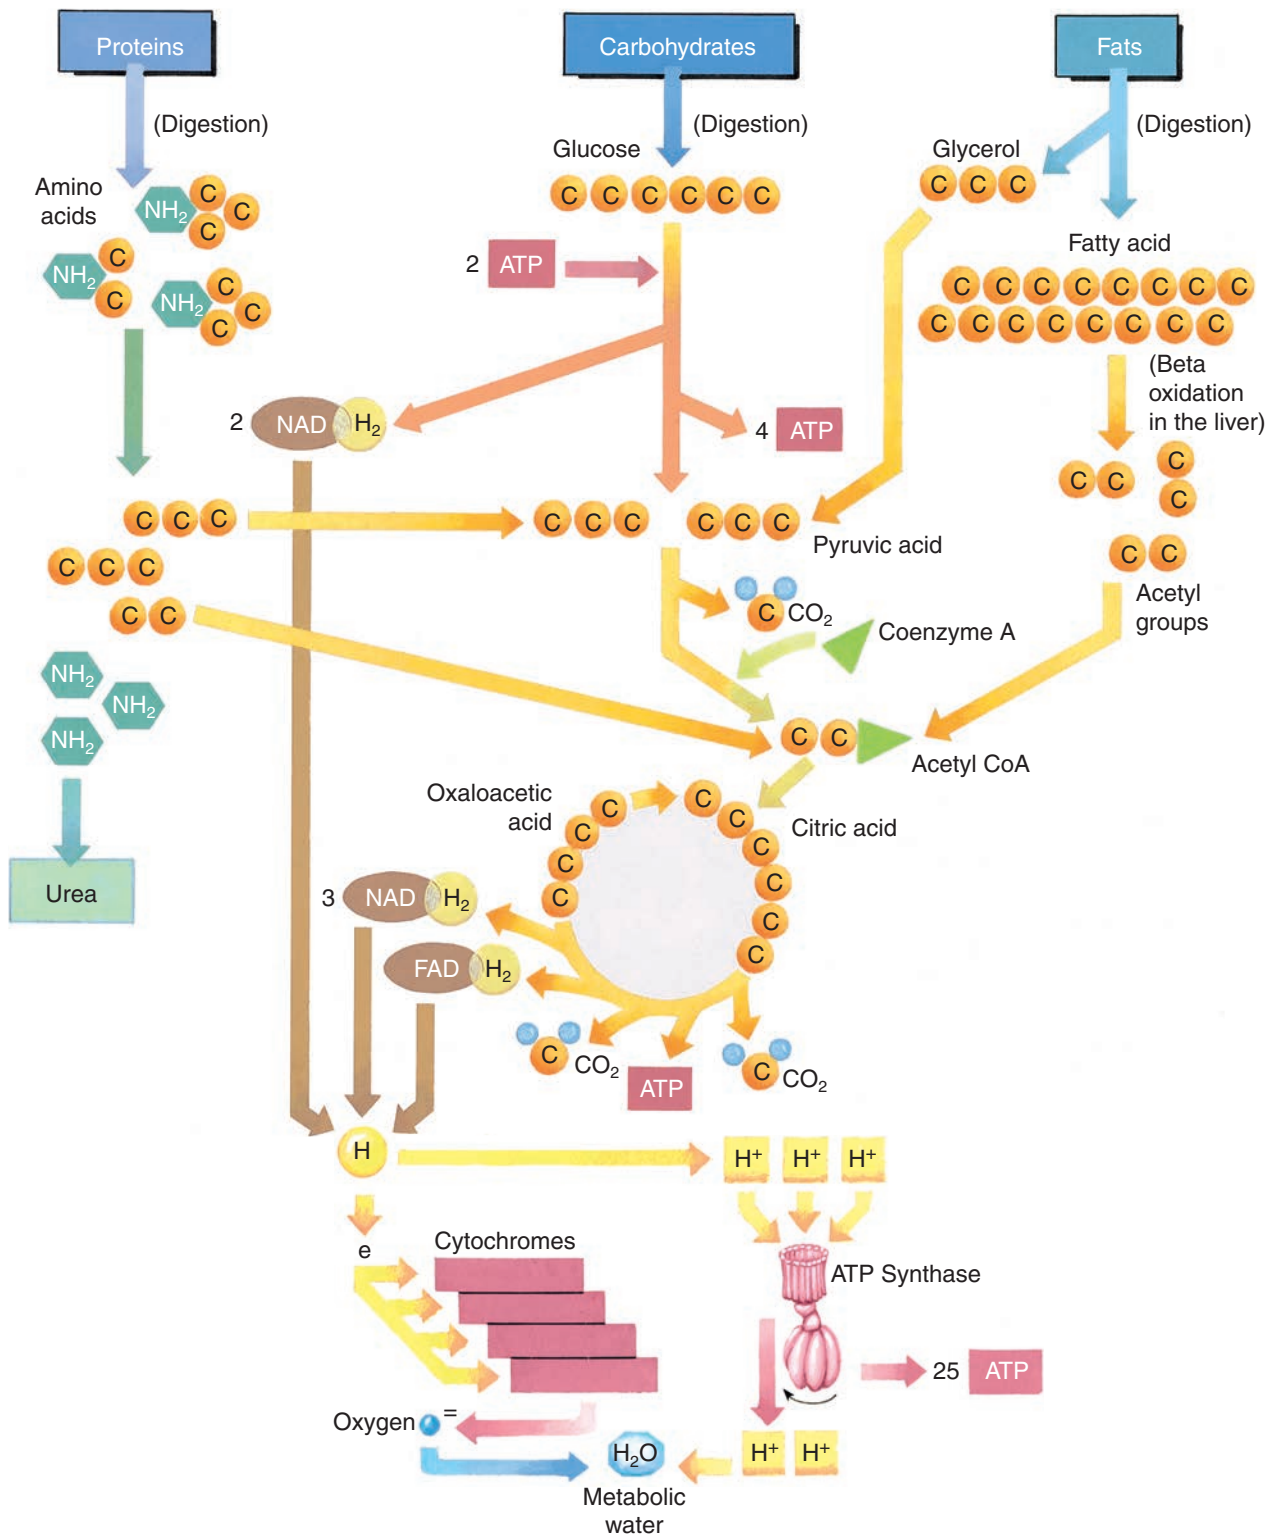 Proteins
Carbohydrates
Fats
(Digestion)
(Digestion)
(Digestion)
Glucose
Glycerol
Amino
acids
C C C C C C
C C C
NH₂ C C C
NH₂ C C
NH₂ C C C
Fatty acid
2 ATP
C C C C C C C C
C C C C C C C C
(Beta
oxidation
in the liver)
2 NAD H₂
4 ATP
C C
C
C
C C C
C C C
C C C
Pyruvic acid
C C
C C C
C C
Acetyl
groups
C CO₂
Coenzyme A
NH₂
NH₂
NH₂
C C
Acetyl CoA
Oxaloacetic
acid
C C C C
C C C C C C
Citric acid
Urea
3 NAD H₂
FAD H₂
C CO₂
ATP
C CO₂
H
H+ H+ H+
e
Cytochromes
ATP Synthase
25 ATP
Oxygen =
H₂O
H+ H+
Metabolic
water